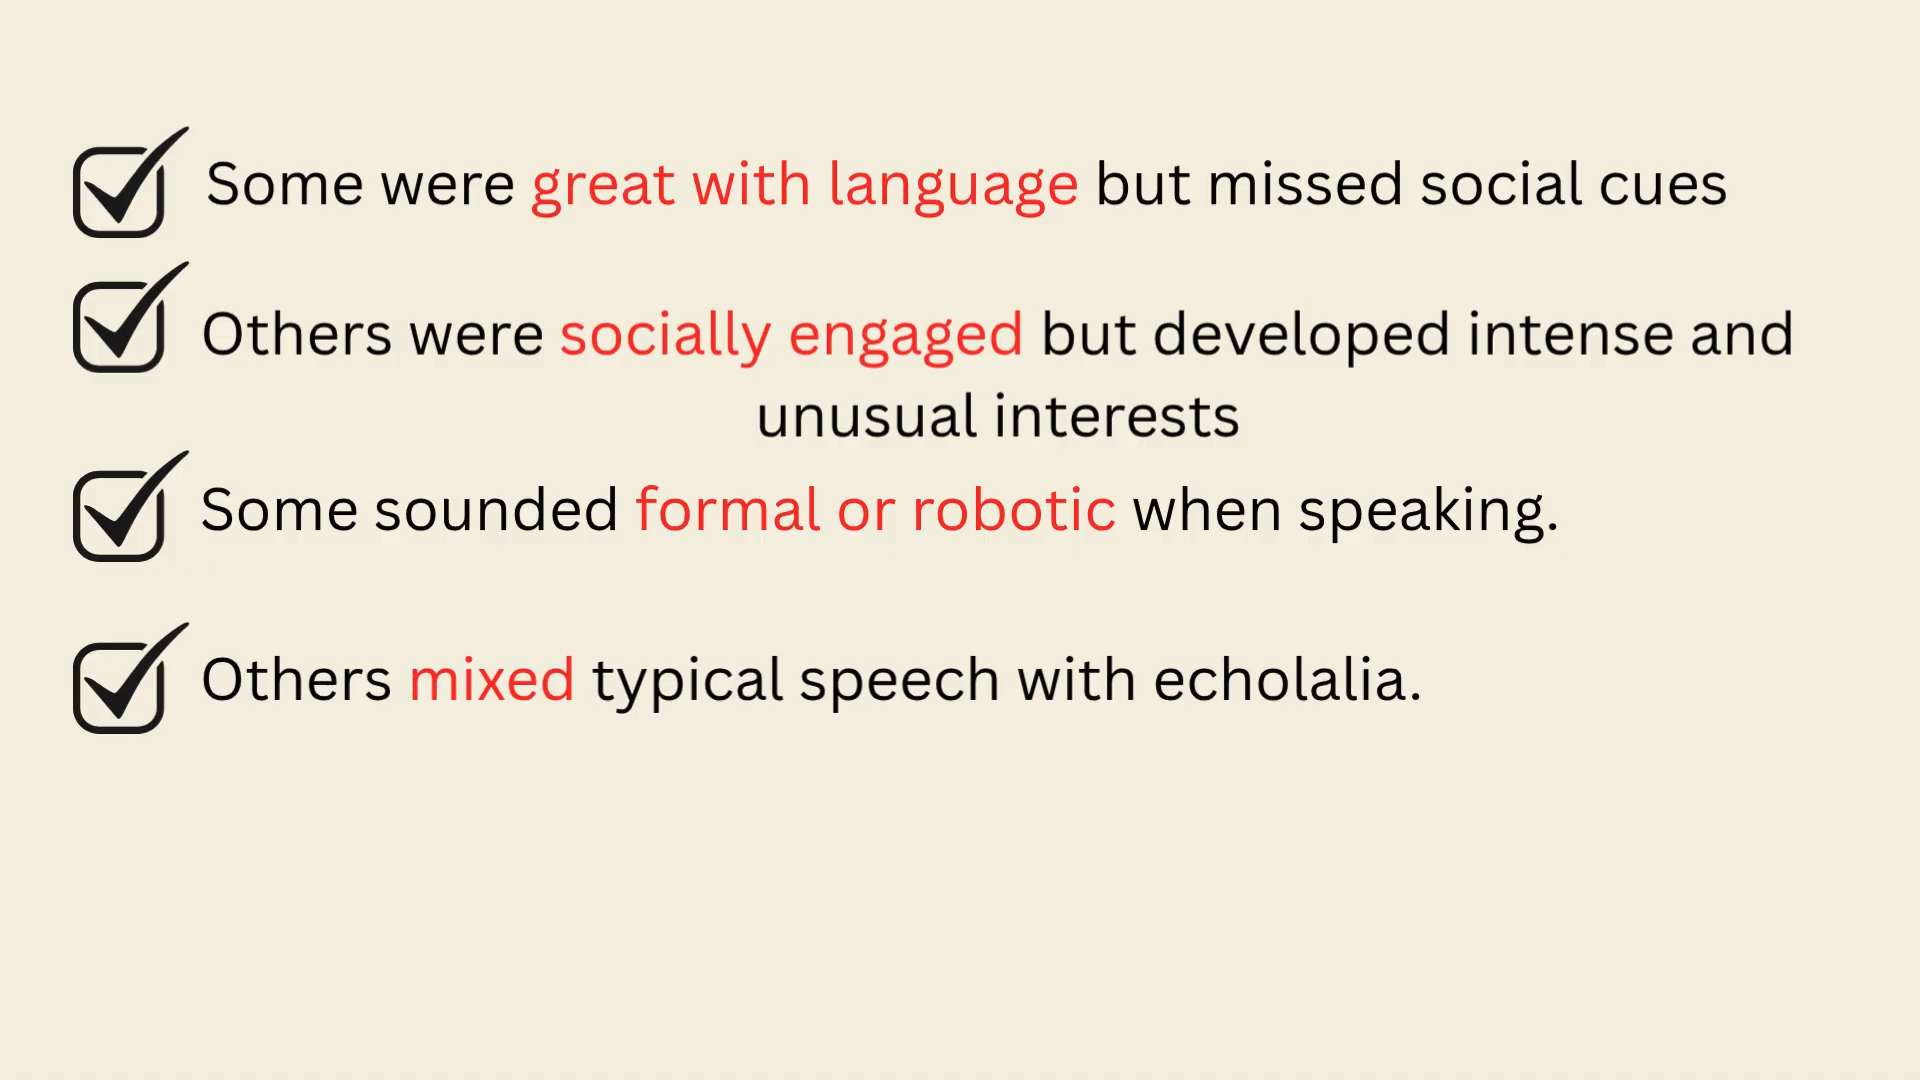 Some were great with language but missed social cues
Others were socially engaged but developed intense and
unusual interests
Some sounded formal or robotic when speaking.
Others mixed typical speech with echolalia.